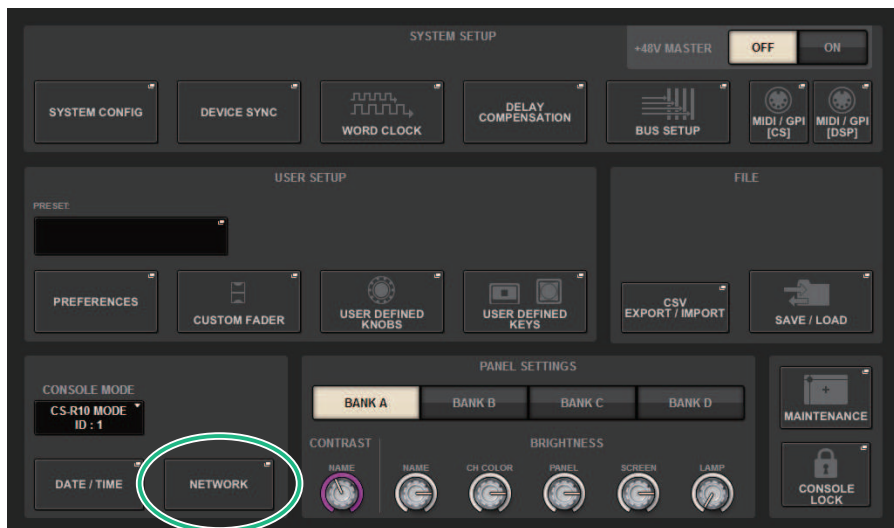 SYSTEM SETUP
+48V MASTER
OFF
ON
SYSTEM CONFIG
DEVICE SYNC
WORD CLOCK
DELAY
COMPENSATION
BUS SETUP
MIDI / GPI
[CS]
MIDI / GPI
[DSP]
USER SETUP
PRESET
PREFERENCES
CUSTOM FADER
USER DEFINED
KNOBS
USER DEFINED
KEYS
FILE
CSV
EXPORT / IMPORT
SAVE / LOAD
CONSOLE MODE
CS-R10 MODE
ID : 1
DATE / TIME
NETWORK
PANEL SETTINGS
BANK A
BANK B
BANK C
BANK D
CONTRAST
BRIGHTNESS
NAME
NAME
CH COLOR
PANEL
SCREEN
LAMP
MAINTENANCE
CONSOLE
LOCK